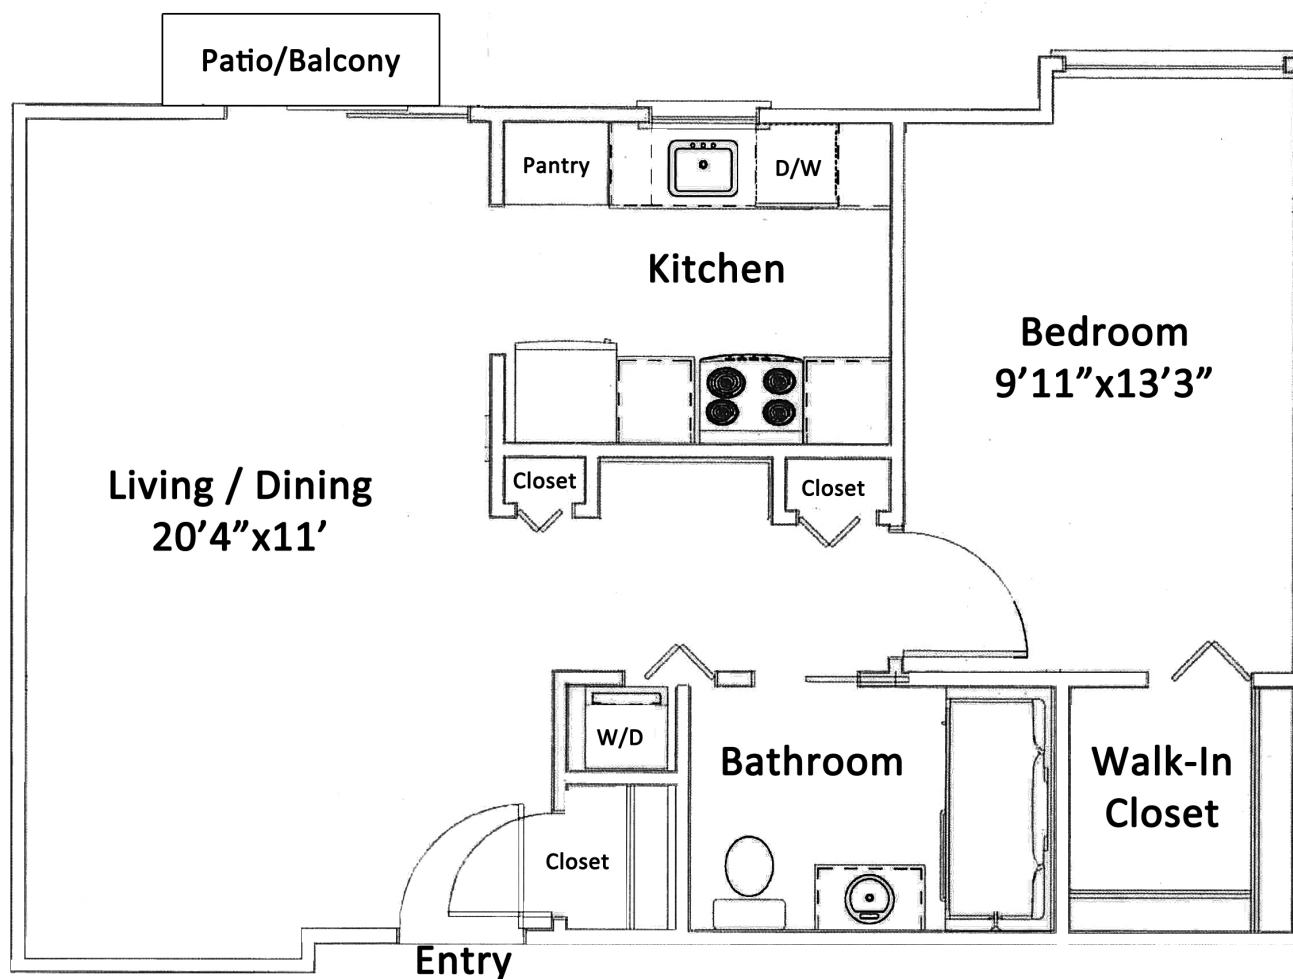 Patio/Balcony
Pantry
D/W
Kitchen
Bedroom
9’11”x13’3”
Living / Dining
20’4”x11’
Closet
Closet
W/D
Bathroom
Walk-In
Closet
Closet
Entry